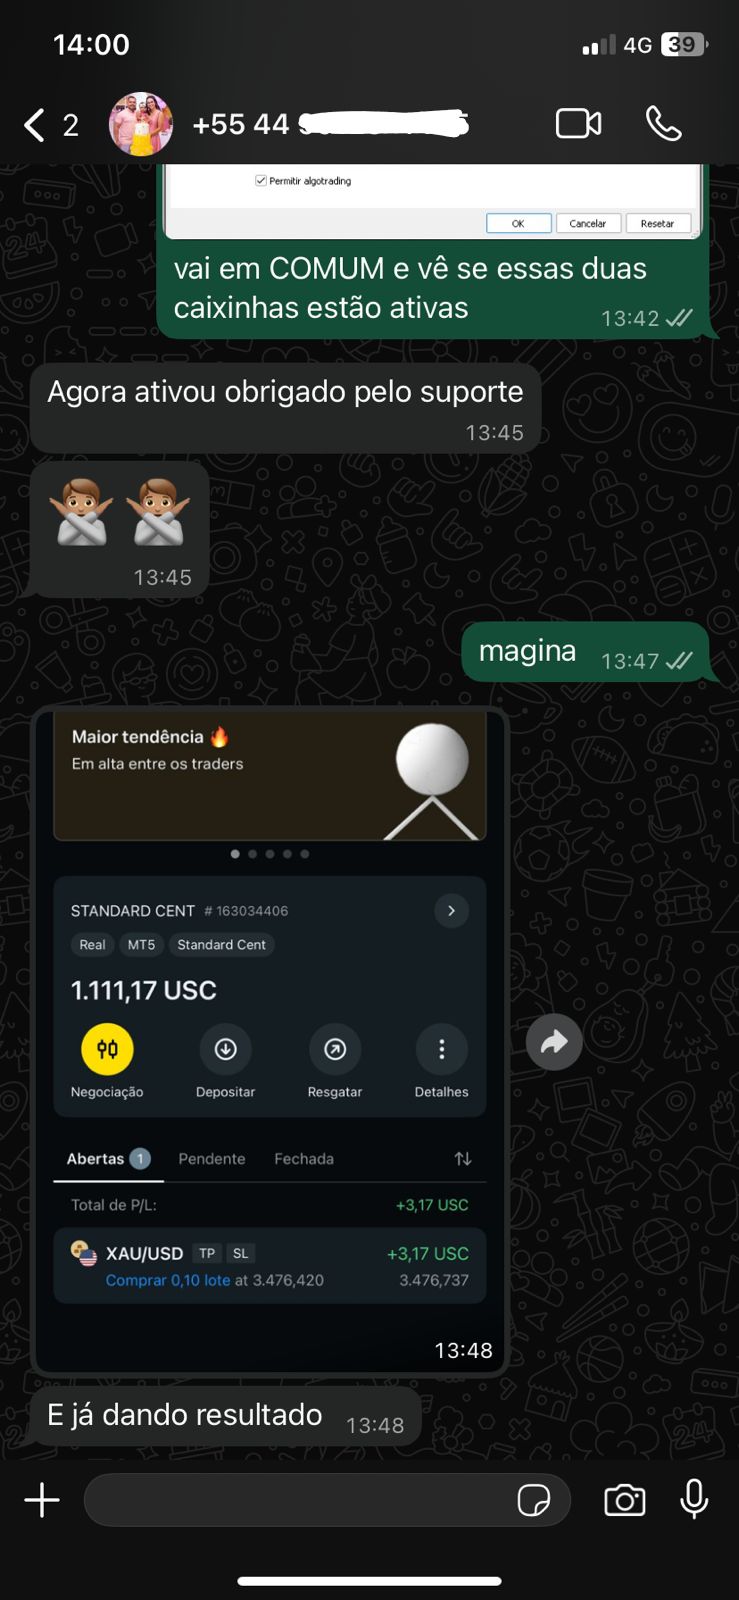 14:00
4G
39
2
+55 44
Permitir algotrading
OK Cancelar Resetar
vai em COMUM e vê se essas duas
caixinhas estão ativas
13:42
Agora ativou obrigado pelo suporte
13:45
13:45
magina
13:47
Maior tendência 🔥
Em alta entre os traders
STANDARD CENT # 163034406
Real MT5 Standard Cent
1.111,17 USC
Negociação Depositar Resgatar Detalhes
Abertas 1 Pendente Fechada
Total de P/L: +3,17 USC
XAU/USD TP SL +3,17 USC
Comprar 0,10 lote at 3.476,420 3.476,737
13:48
E já dando resultado
13:48